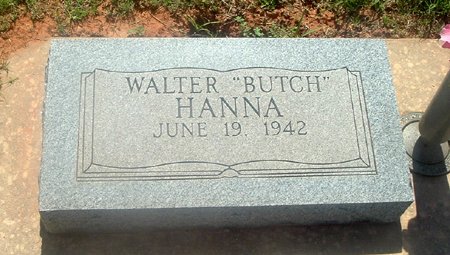 WALTER "BUTCH"
HANNA
JUNE 19, 1942